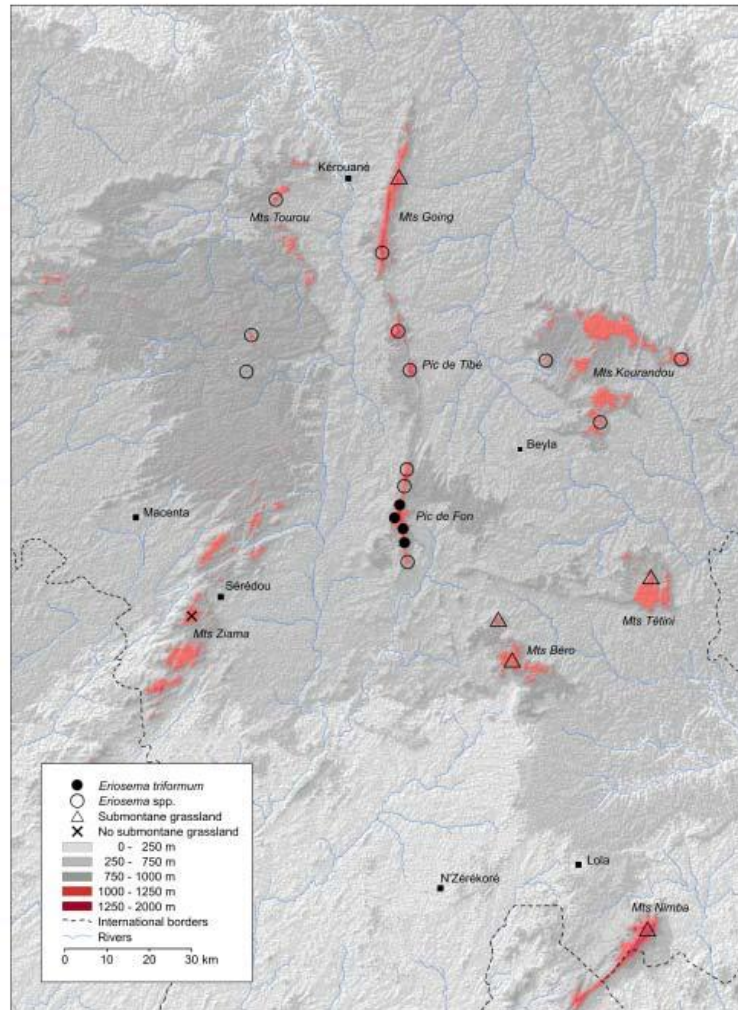 Kérouané
Mts Tourou
Mts Going
Pic de Tibé
Mts Kourandou
Beyla
Macenta
Pic de Fon
Sérédou
Mts Ziama
Mts Tétini
Mts Béro
Eriosema triformum
Eriosema spp.
Submontane grassland
No submontane grassland
0 - 250 m
250 - 750 m
750 - 1000 m
1000 - 1250 m
1250 - 2000 m
International borders
Rivers
0 10 20 30 km
Lola
N'Zérékoré
Mts Nimba